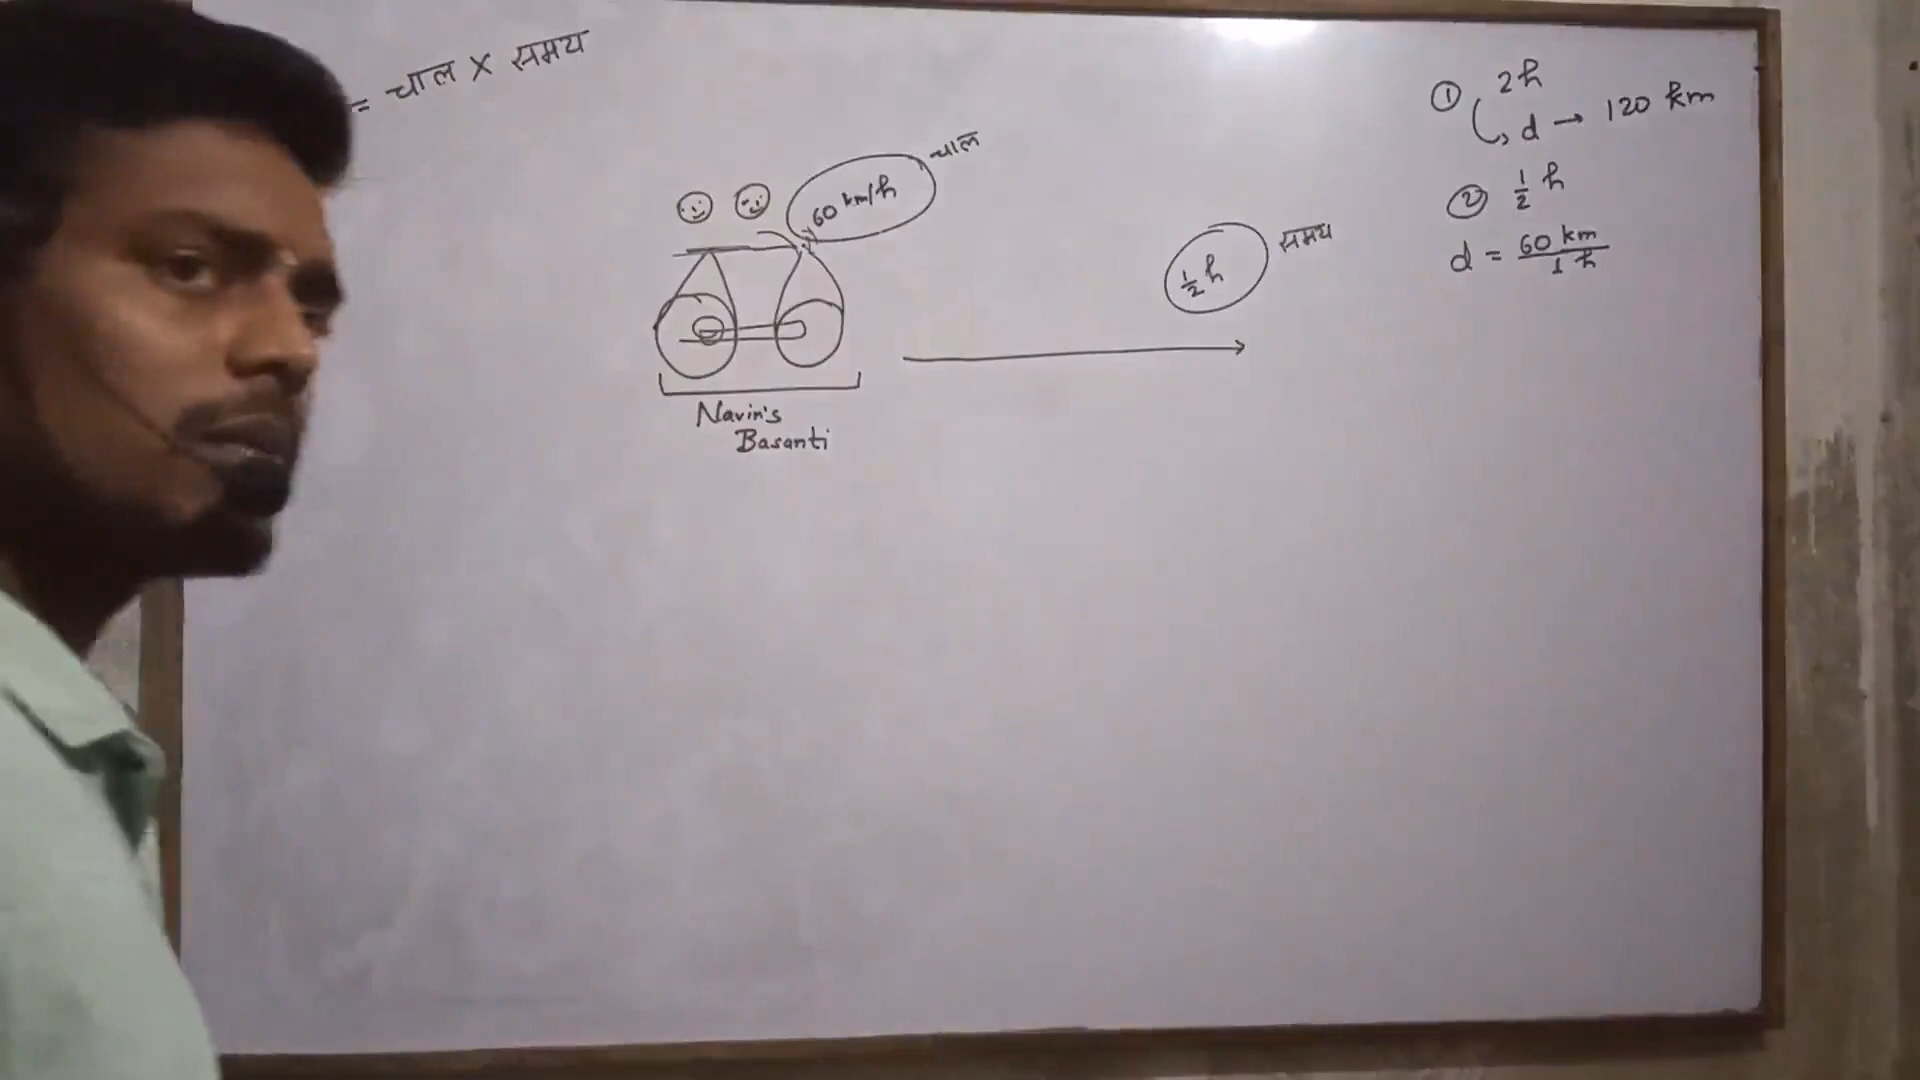 = चाल × समय
60 km/h
चाल
Navin's
Basanti
½ h
समय
① 2h
d → 120 km
② ½ h
d = 60 km / 1 h